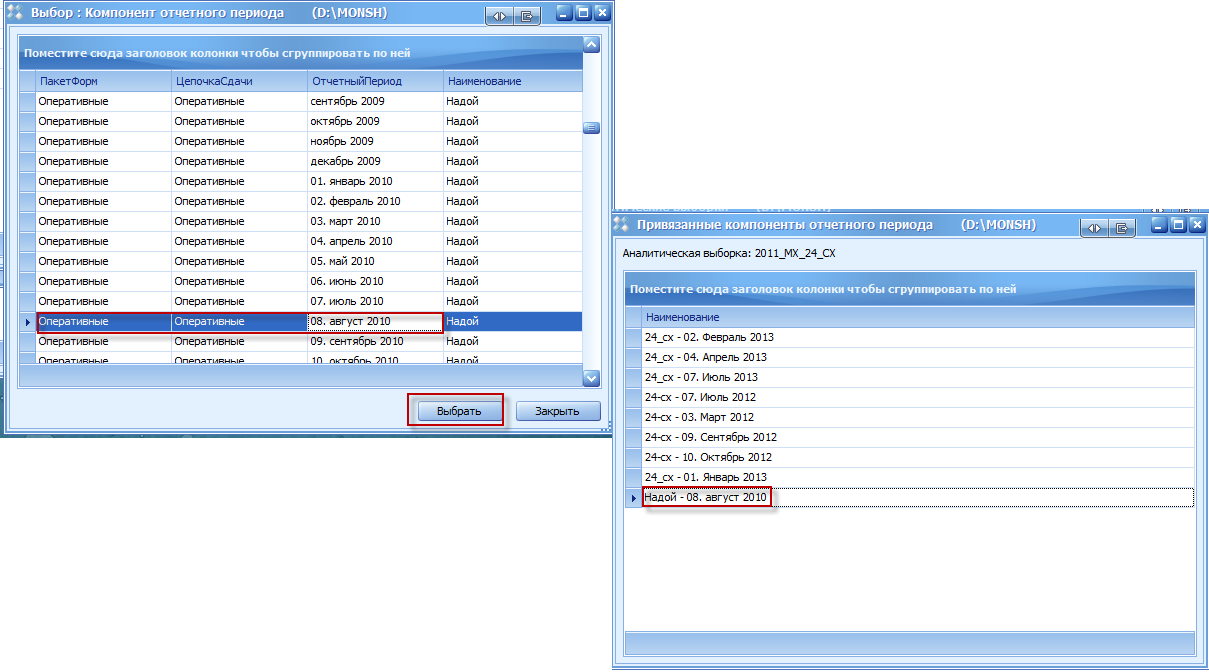 Выбор : Компонент отчетного периода (D:\MONSH)
Поместите сюда заголовок колонки чтобы сгруппировать по ней
ПакетФорм ЦепочкаСдачи ОтчетныйПериод Наименование
Оперативные Оперативные сентябрь 2009 Надой
Оперативные Оперативные октябрь 2009 Надой
Оперативные Оперативные ноябрь 2009 Надой
Оперативные Оперативные декабрь 2009 Надой
Оперативные Оперативные 01. январь 2010 Надой
Оперативные Оперативные 02. февраль 2010 Надой
Оперативные Оперативные 03. март 2010 Надой
Оперативные Оперативные 04. апрель 2010 Надой
Оперативные Оперативные 05. май 2010 Надой
Оперативные Оперативные 06. июнь 2010 Надой
Оперативные Оперативные 07. июль 2010 Надой
Оперативные Оперативные 08. август 2010 Надой
Оперативные Оперативные 09. сентябрь 2010 Надой
Оперативные Оперативные 10. октябрь 2010 Надой
Выбрать Закрыть
Привязанные компоненты отчетного периода (D:\MONSH)
Аналитическая выборка: 2011_МХ_24_СХ
Поместите сюда заголовок колонки чтобы сгруппировать по ней
Наименование
24_сх - 02. Февраль 2013
24_сх - 04. Апрель 2013
24_сх - 07. Июль 2013
24-сх - 07. Июль 2012
24-сх - 03. Март 2012
24-сх - 09. Сентябрь 2012
24-сх - 10. Октябрь 2012
24_сх - 01. Январь 2013
Надой - 08. август 2010